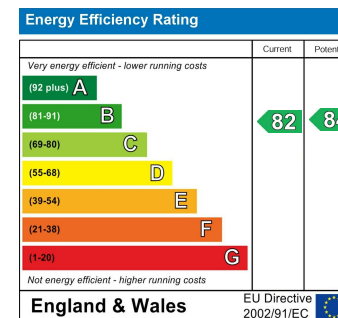 Energy Efficiency Rating
Current
Very energy efficient - lower running costs
(92 plus) A
(81-91) B
82
(69-80) C
(55-68) D
(39-54) E
(21-38) F
(1-20) G
Not energy efficient - higher running costs
England & Wales
EU Directive
2002/91/EC